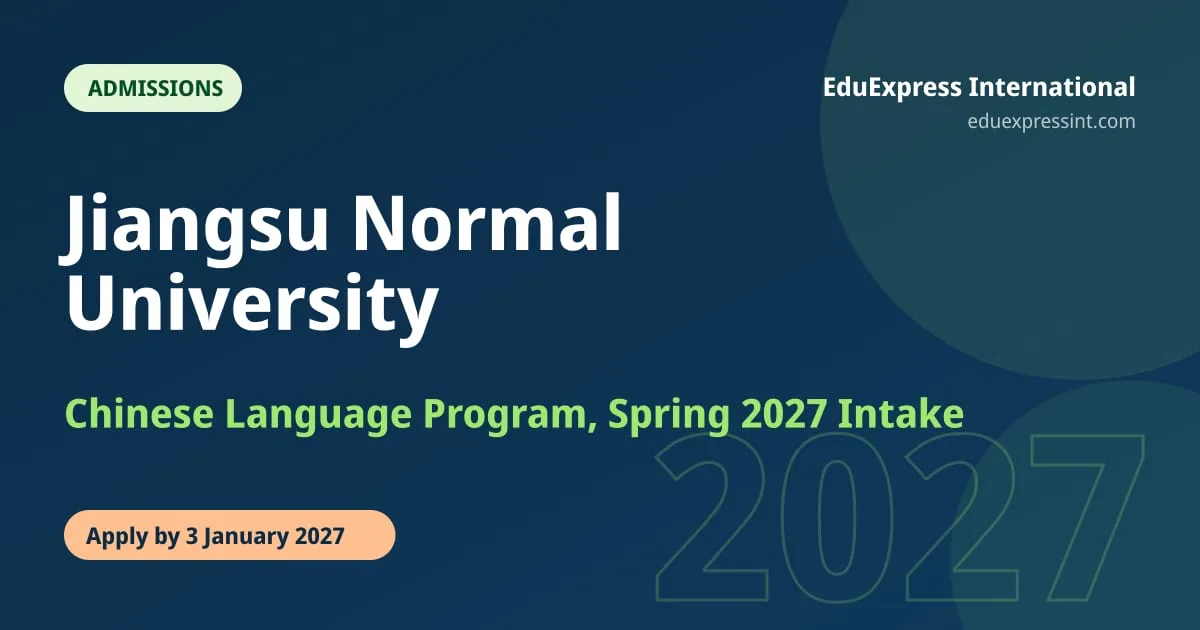 ADMISSIONS
EduExpress International
eduexpressint.com
Jiangsu Normal
University
Chinese Language Program, Spring 2027 Intake
2027
Apply by 3 January 2027